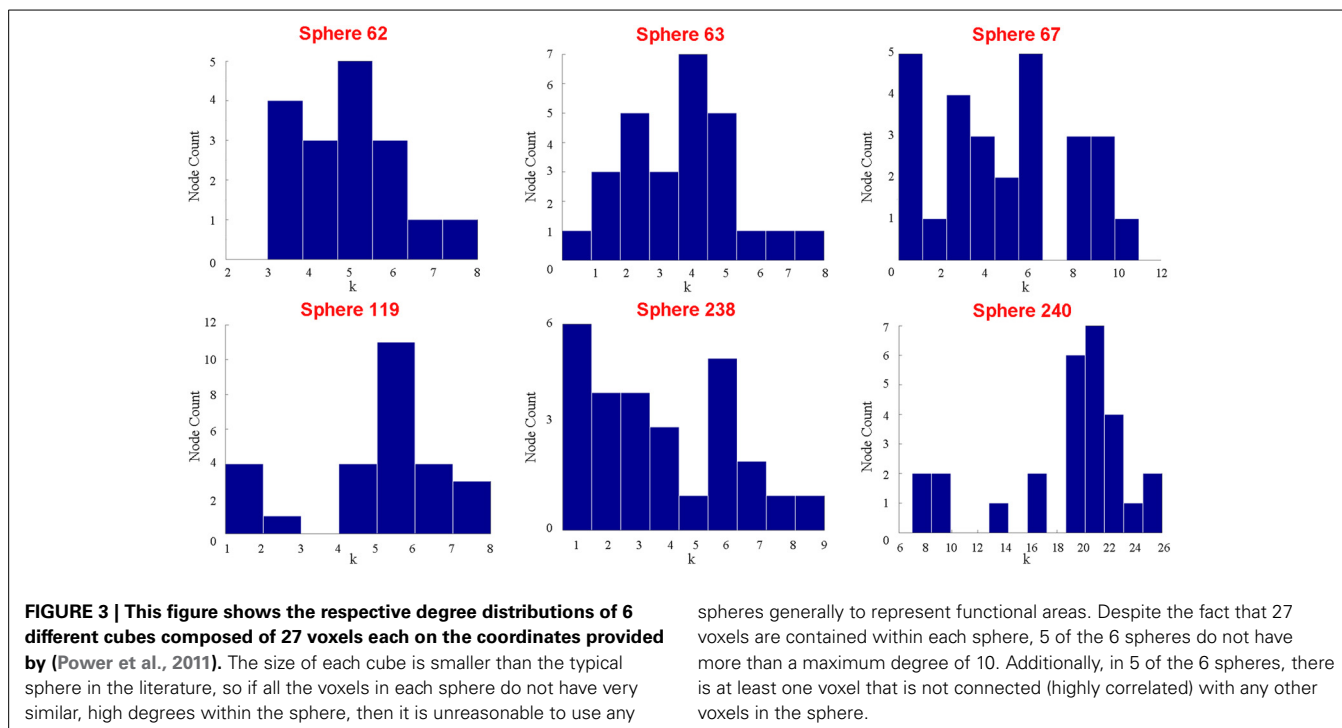 Sphere 62
5
4
3
2
1
0
Node Count
2 3 4 5 6 7 8
k
Sphere 63
7
6
5
4
3
2
1
0
Node Count
1 2 3 4 5 6 7 8
k
Sphere 67
5
4
3
2
1
0
Node Count
2 4 6 8 10 12
k
Sphere 119
12
10
8
6
4
2
0
Node Count
1 2 3 4 5 6 7 8
k
Sphere 238
6
3
0
Node Count
1 2 3 4 5 6 7 8 9
k
Sphere 240
7
6
5
4
3
2
1
0
Node Count
6 8 10 12 14 16 18 20 22 24 26
k
FIGURE 3 | This figure shows the respective degree distributions of 6
different cubes composed of 27 voxels each on the coordinates provided
by (Power et al., 2011). The size of each cube is smaller than the typical
sphere in the literature, so if all the voxels in each sphere do not have very
similar, high degrees within the sphere, then it is unreasonable to use any
spheres generally to represent functional areas. Despite the fact that 27
voxels are contained within each sphere, 5 of the 6 spheres do not have
more than a maximum degree of 10. Additionally, in 5 of the 6 spheres, there
is at least one voxel that is not connected (highly correlated) with any other
voxels in the sphere.